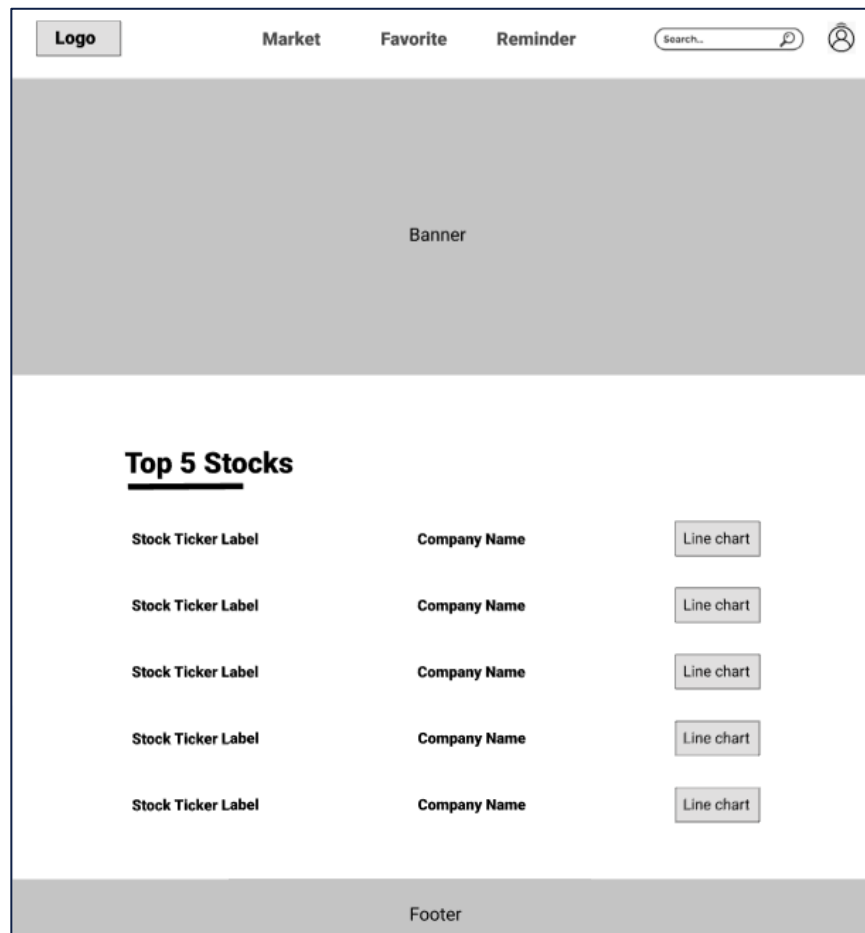 Logo Market Favorite Reminder Search...
Banner
Top 5 Stocks
Stock Ticker Label Company Name Line chart
Stock Ticker Label Company Name Line chart
Stock Ticker Label Company Name Line chart
Stock Ticker Label Company Name Line chart
Stock Ticker Label Company Name Line chart
Footer